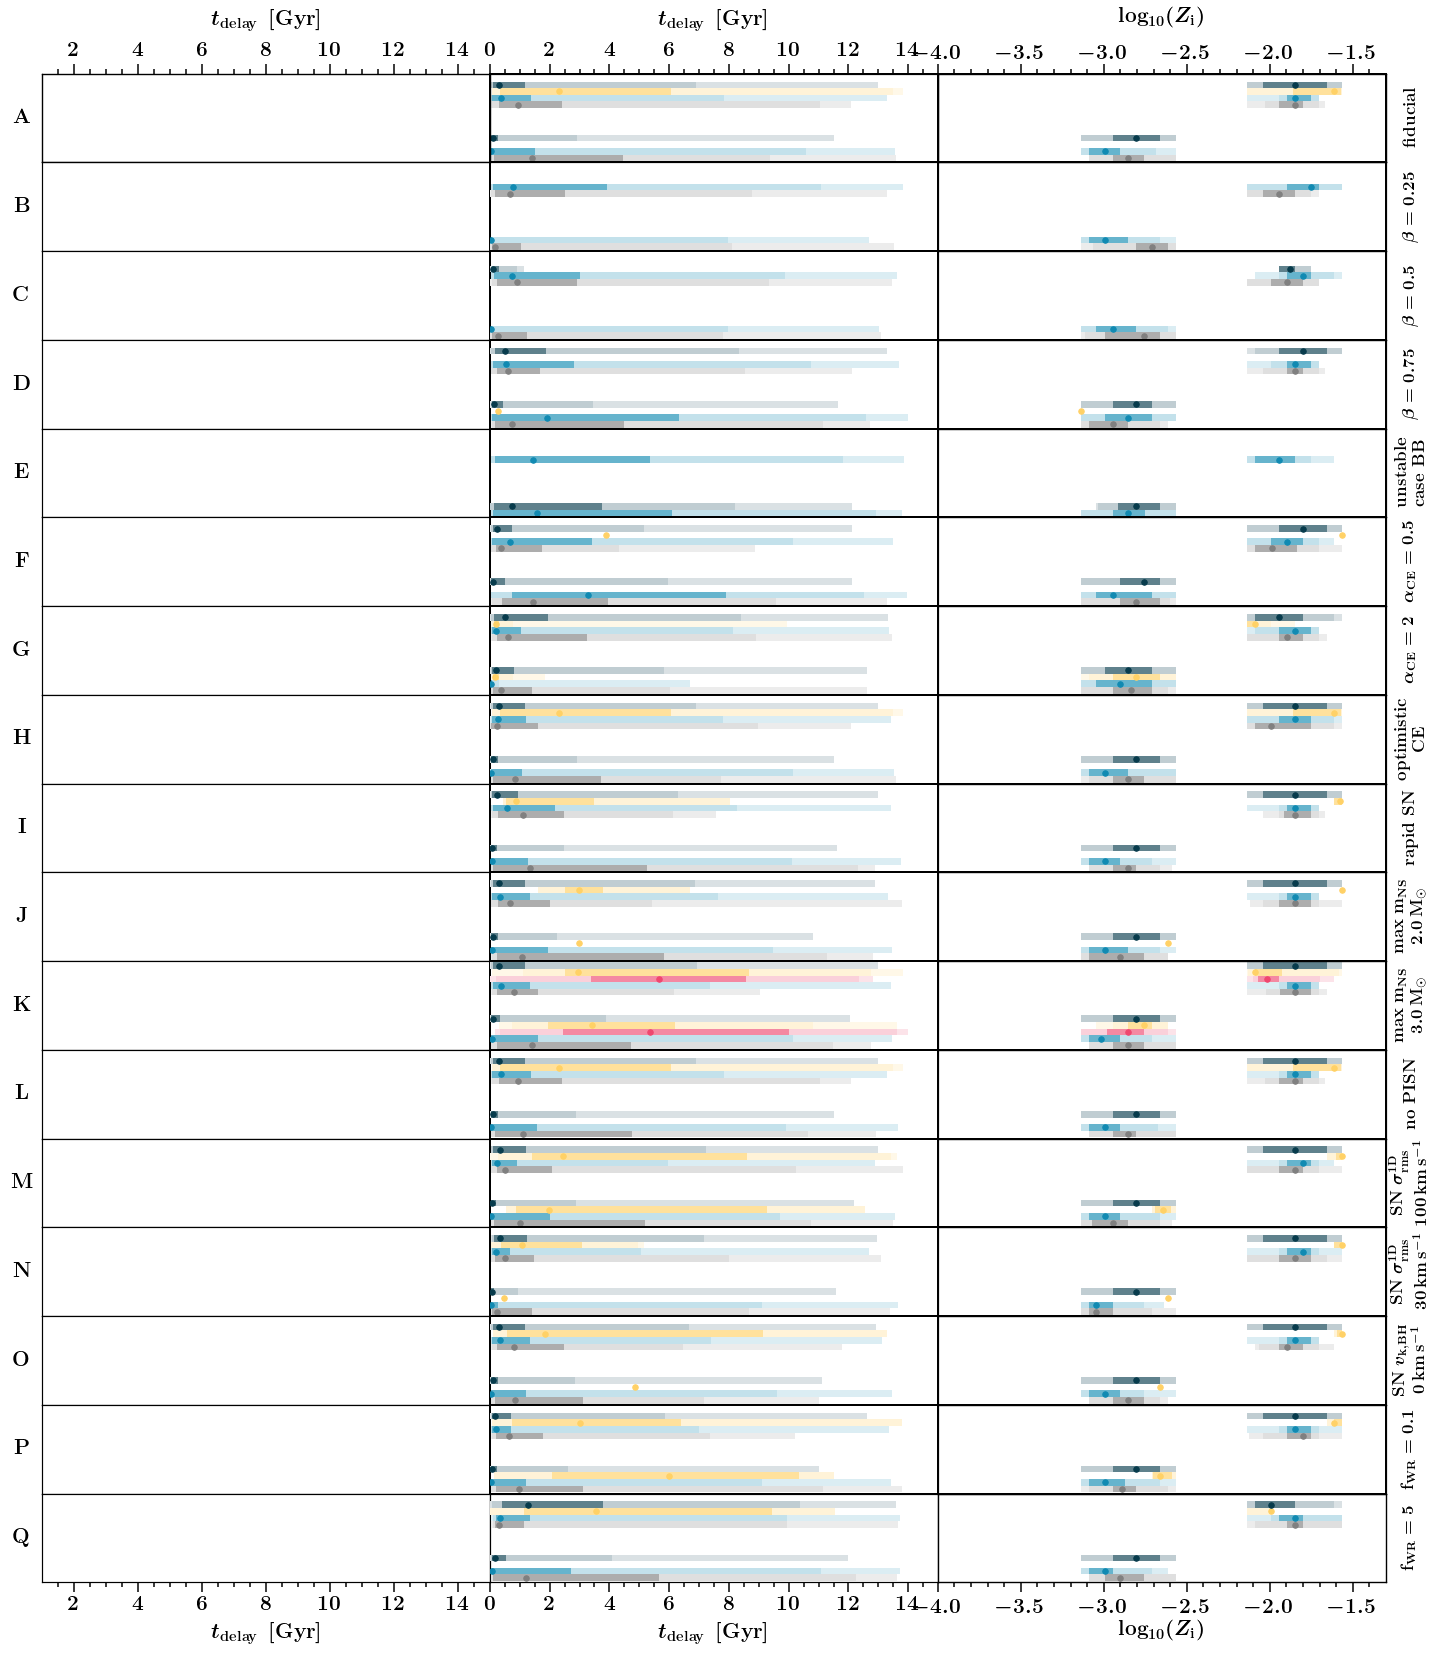 t_delay [Gyr] t_delay [Gyr] log₁₀(Zᵢ)
2 4 6 8 10 12 14 0 2 4 6 8 10 12 14 −4.0 −3.5 −3.0 −2.5 −2.0 −1.5
A fiducial
B β = 0.25
C β = 0.5
D β = 0.75
E unstable
case BB
F α_CE = 0.5
G α_CE = 2
H optimistic
CE
I rapid SN
J max m_NS
2.0 M_⊙
K max m_NS
3.0 M_⊙
L no PISN
M SN σ_rms^1D
100 km s⁻¹
N SN σ_rms^1D
30 km s⁻¹
O SN v_k,BH
0 km s⁻¹
P f_WR = 0.1
Q f_WR = 5
2 4 6 8 10 12 14 0 2 4 6 8 10 12 14 −4.0 −3.5 −3.0 −2.5 −2.0 −1.5
t_delay [Gyr] t_delay [Gyr] log₁₀(Zᵢ)